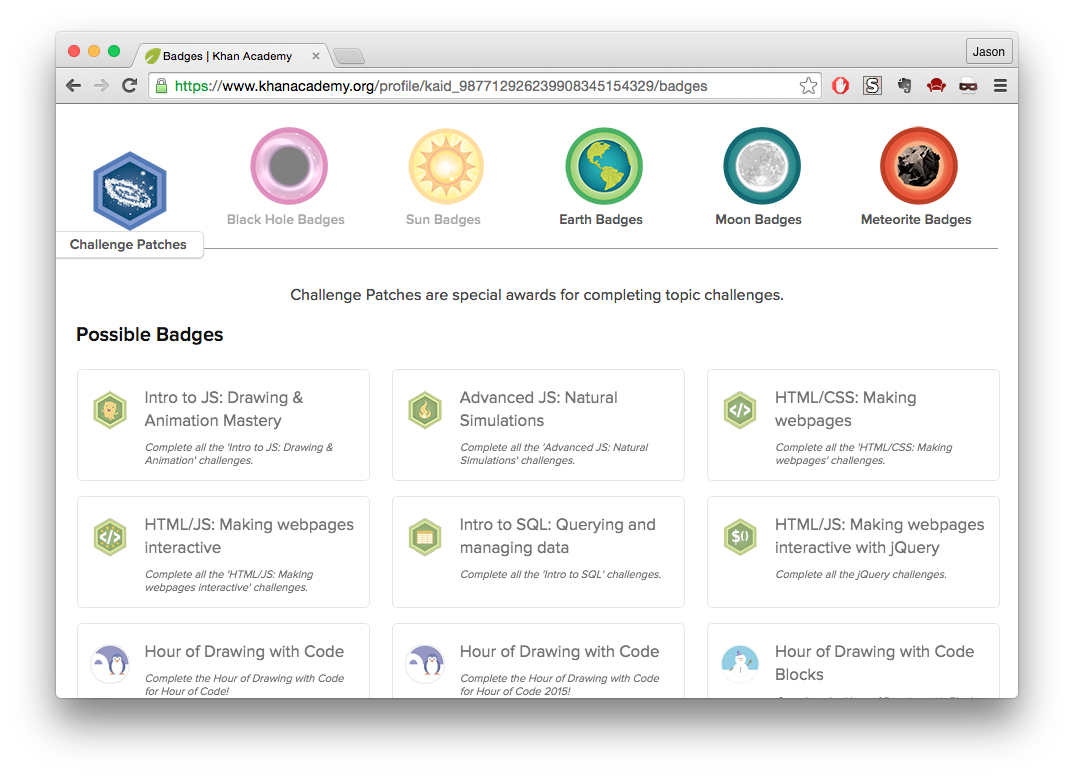 Badges | Khan Academy
Jason
https://www.khanacademy.org/profile/kaid_987712926239908345154329/badges
Black Hole Badges
Sun Badges
Earth Badges
Moon Badges
Meteorite Badges
Challenge Patches
Challenge Patches are special awards for completing topic challenges.
Possible Badges
Intro to JS: Drawing &
Animation Mastery
Complete all the 'Intro to JS: Drawing &
Animation' challenges.
Advanced JS: Natural
Simulations
Complete all the 'Advanced JS: Natural
Simulations' challenges.
HTML/CSS: Making
webpages
Complete all the 'HTML/CSS: Making
webpages' challenges.
HTML/JS: Making webpages
interactive
Complete all the 'HTML/JS: Making
webpages interactive' challenges.
Intro to SQL: Querying and
managing data
Complete all the 'Intro to SQL' challenges.
HTML/JS: Making webpages
interactive with jQuery
Complete all the jQuery challenges.
Hour of Drawing with Code
Complete the Hour of Drawing with Code
for Hour of Code!
Hour of Drawing with Code
Complete the Hour of Drawing with Code
for Hour of Code 2015!
Hour of Drawing with Code
Blocks